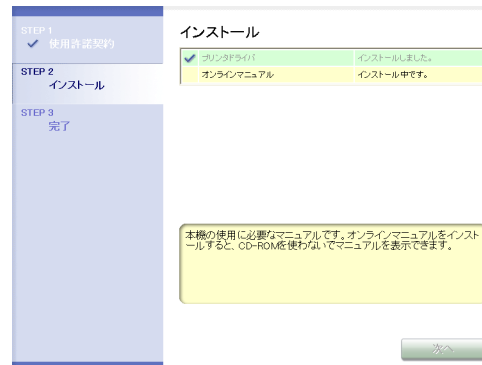 STEP 1
使用許諾契約
STEP 2
インストール
STEP 3
完了
インストール
プリンタドライバ インストールしました。
オンラインマニュアル インストール中です。
本機の使用に必要なマニュアルです。オンラインマニュアルをインスト
ールすると、CD-ROMを使わないでマニュアルを表示できます。
次へ